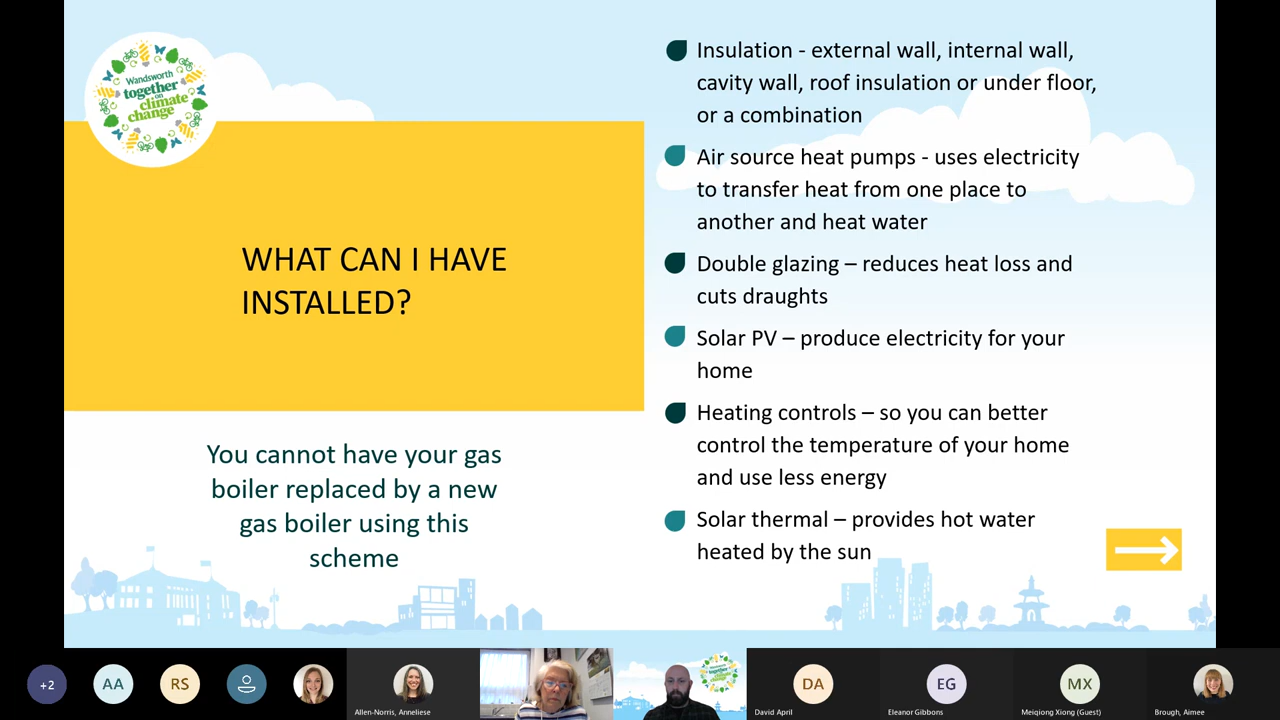 Wandsworth
together
on
climate
change
WHAT CAN I HAVE
INSTALLED?
You cannot have your gas
boiler replaced by a new
gas boiler using this
scheme
Insulation - external wall, internal wall,
cavity wall, roof insulation or under floor,
or a combination
Air source heat pumps - uses electricity
to transfer heat from one place to
another and heat water
Double glazing – reduces heat loss and
cuts draughts
Solar PV – produce electricity for your
home
Heating controls – so you can better
control the temperature of your home
and use less energy
Solar thermal – provides hot water
heated by the sun
+2
AA
RS
Allen-Norris, Anneliese
Wandsworth
together
climate
change
DA
David April
EG
Eleanor Gibbons
MX
Meiqiong Xiong (Guest)
Brough, Aimee